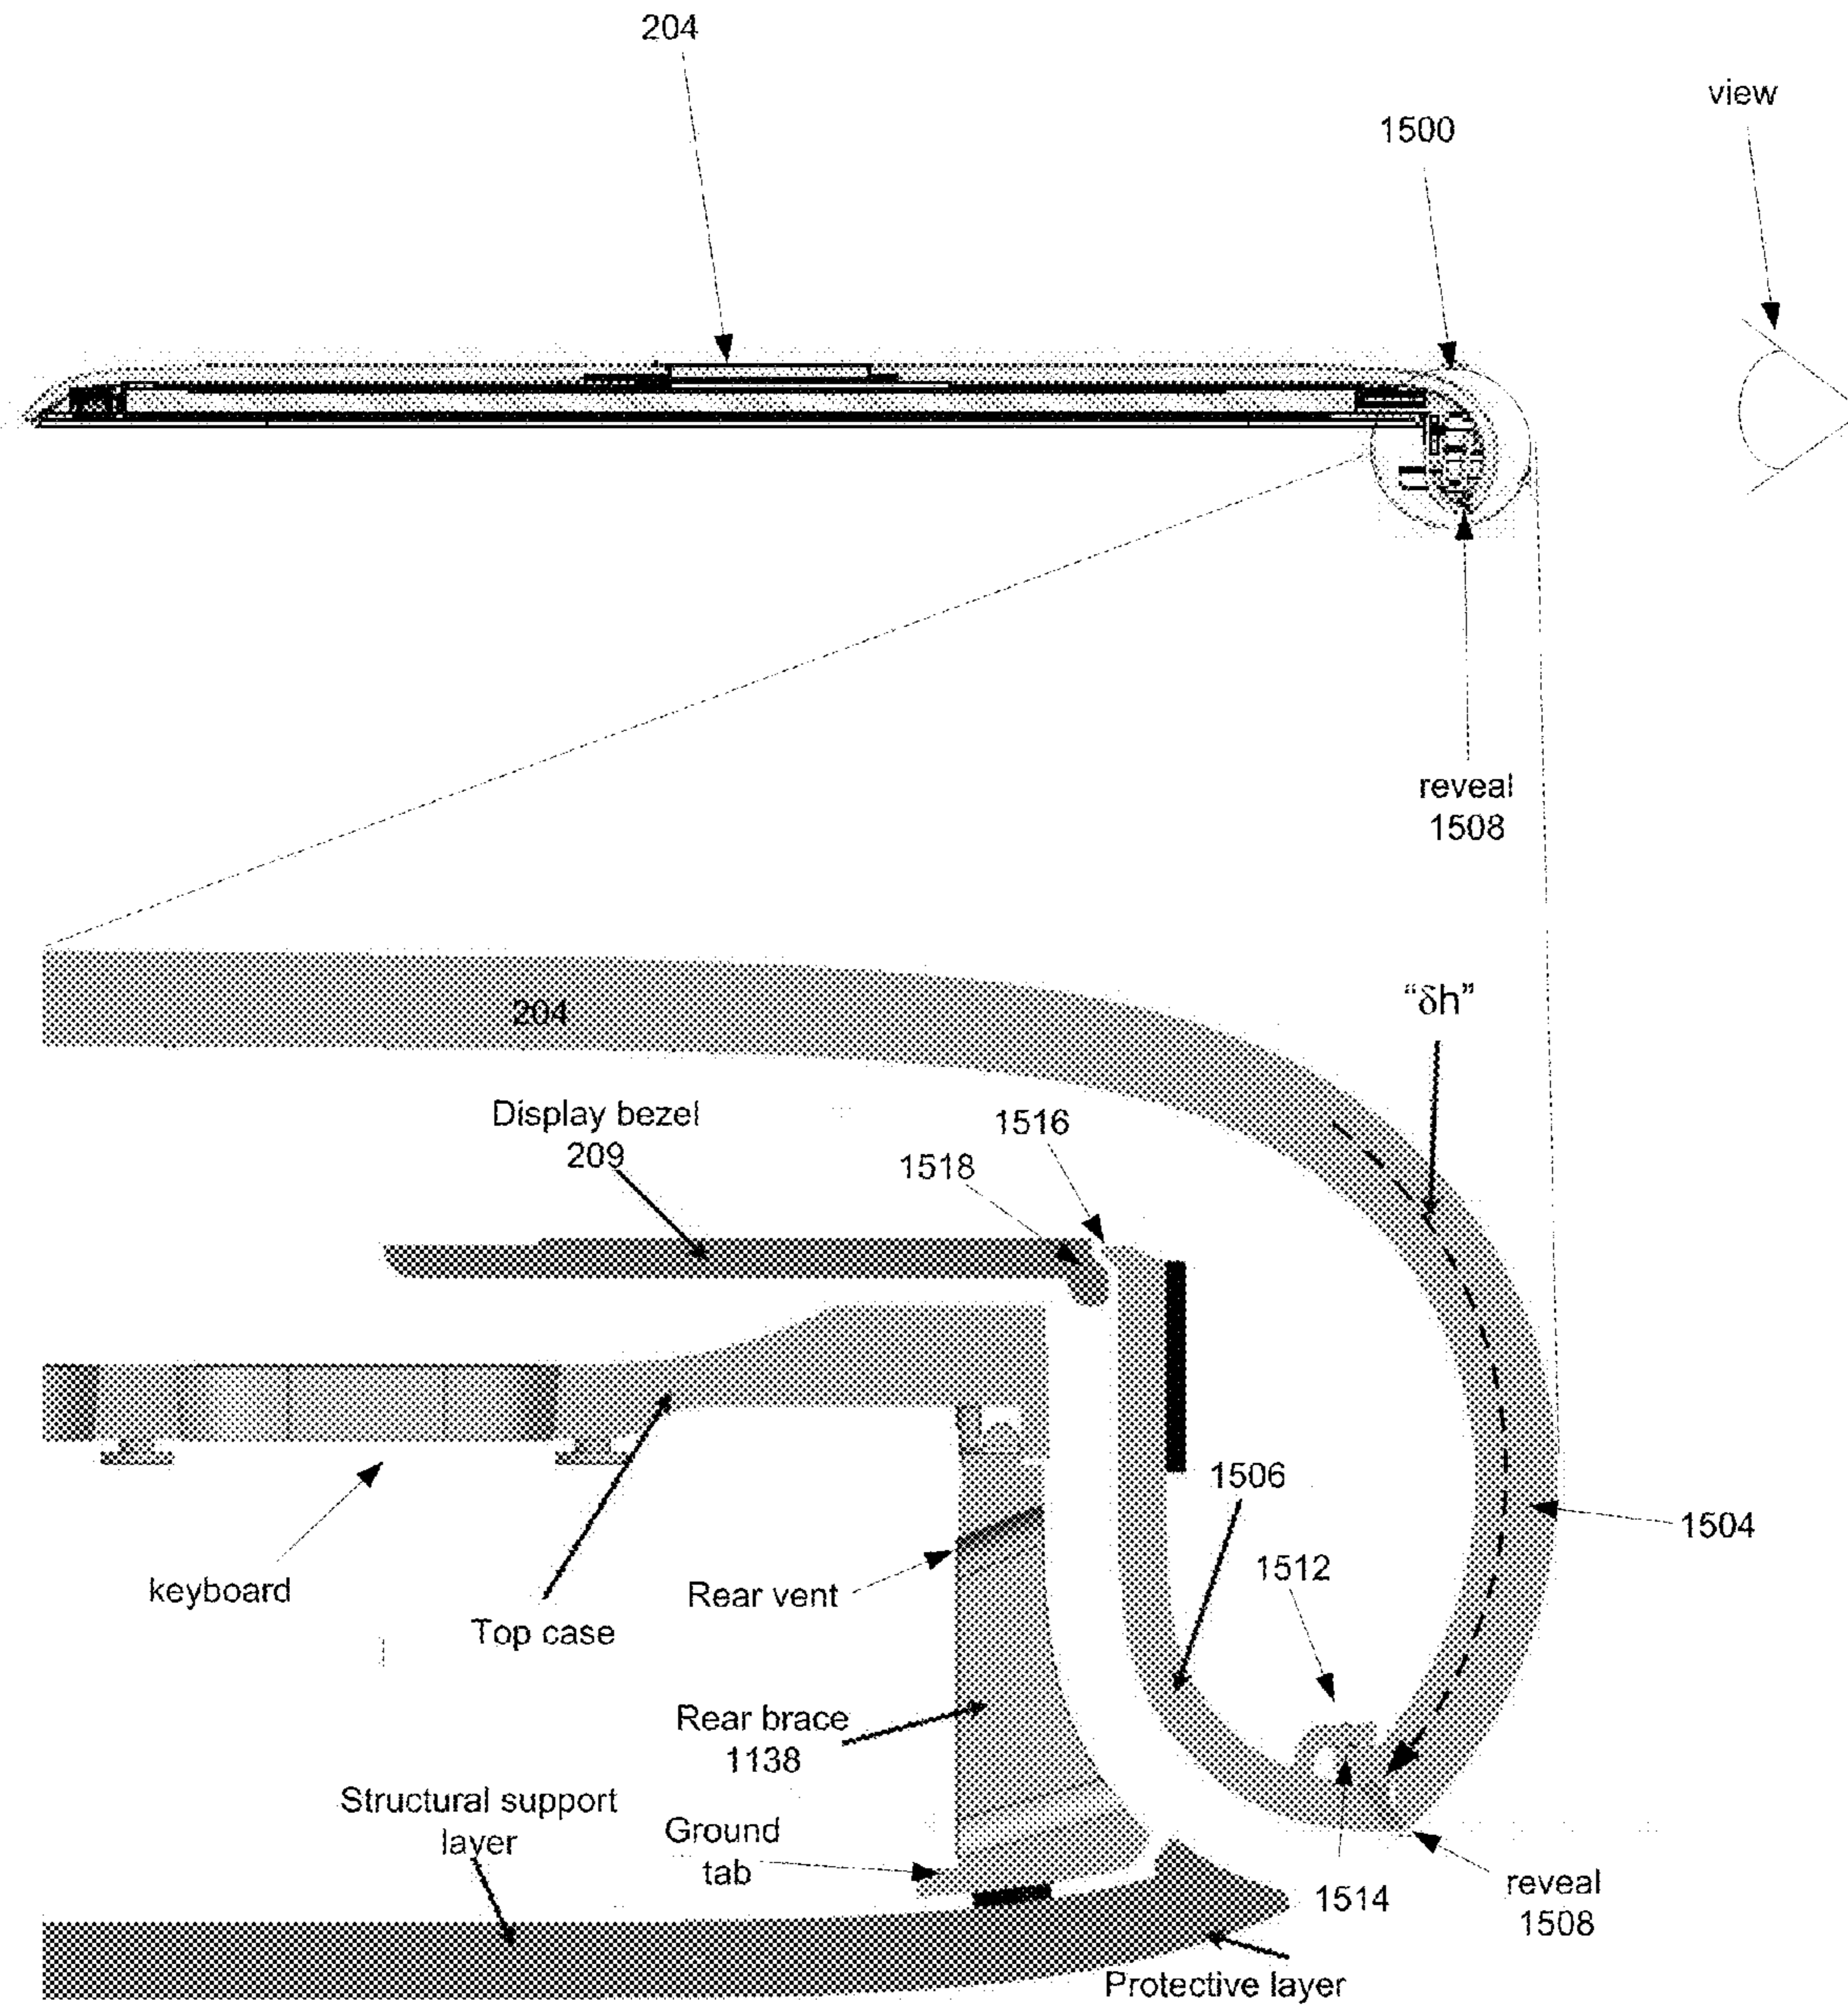 204
view
1500
reveal
1508
204
“δh”
Display bezel
209
1516
1518
1506
1504
1512
keyboard
Rear vent
Top case
Rear brace
1138
Structural support
layer
Ground
tab
1514
reveal
1508
Protective layer